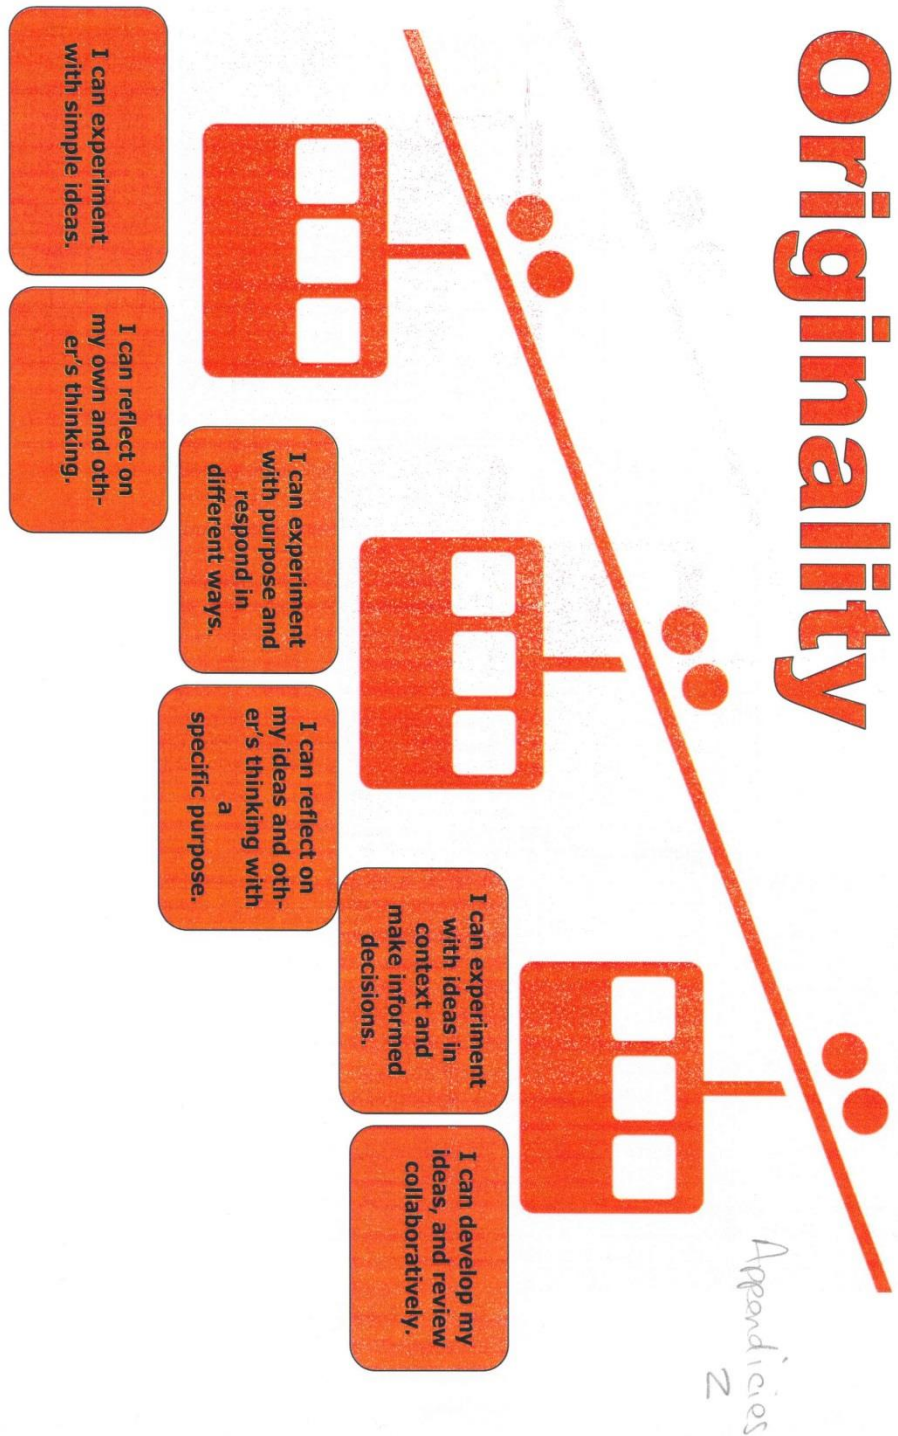 Originality
I can experiment
with simple ideas.
I can reflect on
my own and oth-
er's thinking.
I can experiment
with purpose and
respond in
different ways.
I can reflect on
my ideas and oth-
er's thinking with
a
specific purpose.
I can experiment
with ideas in
context and
make informed
decisions.
I can develop my
ideas, and review
collaboratively.
Appendicies
2